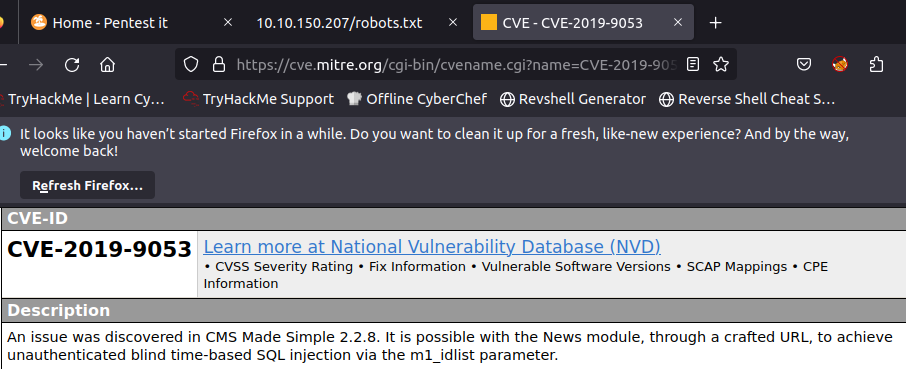 Home - Pentest it
10.10.150.207/robots.txt
CVE - CVE-2019-9053
https://cve.mitre.org/cgi-bin/cvename.cgi?name=CVE-2019-905
TryHackMe | Learn Cy…
TryHackMe Support
Offline CyberChef
Revshell Generator
Reverse Shell Cheat S…
It looks like you haven’t started Firefox in a while. Do you want to clean it up for a fresh, like-new experience? And by the way,
welcome back!
Refresh Firefox…
CVE-ID
CVE-2019-9053
Learn more at National Vulnerability Database (NVD)
• CVSS Severity Rating • Fix Information • Vulnerable Software Versions • SCAP Mappings • CPE
Information
Description
An issue was discovered in CMS Made Simple 2.2.8. It is possible with the News module, through a crafted URL, to achieve
unauthenticated blind time-based SQL injection via the m1_idlist parameter.